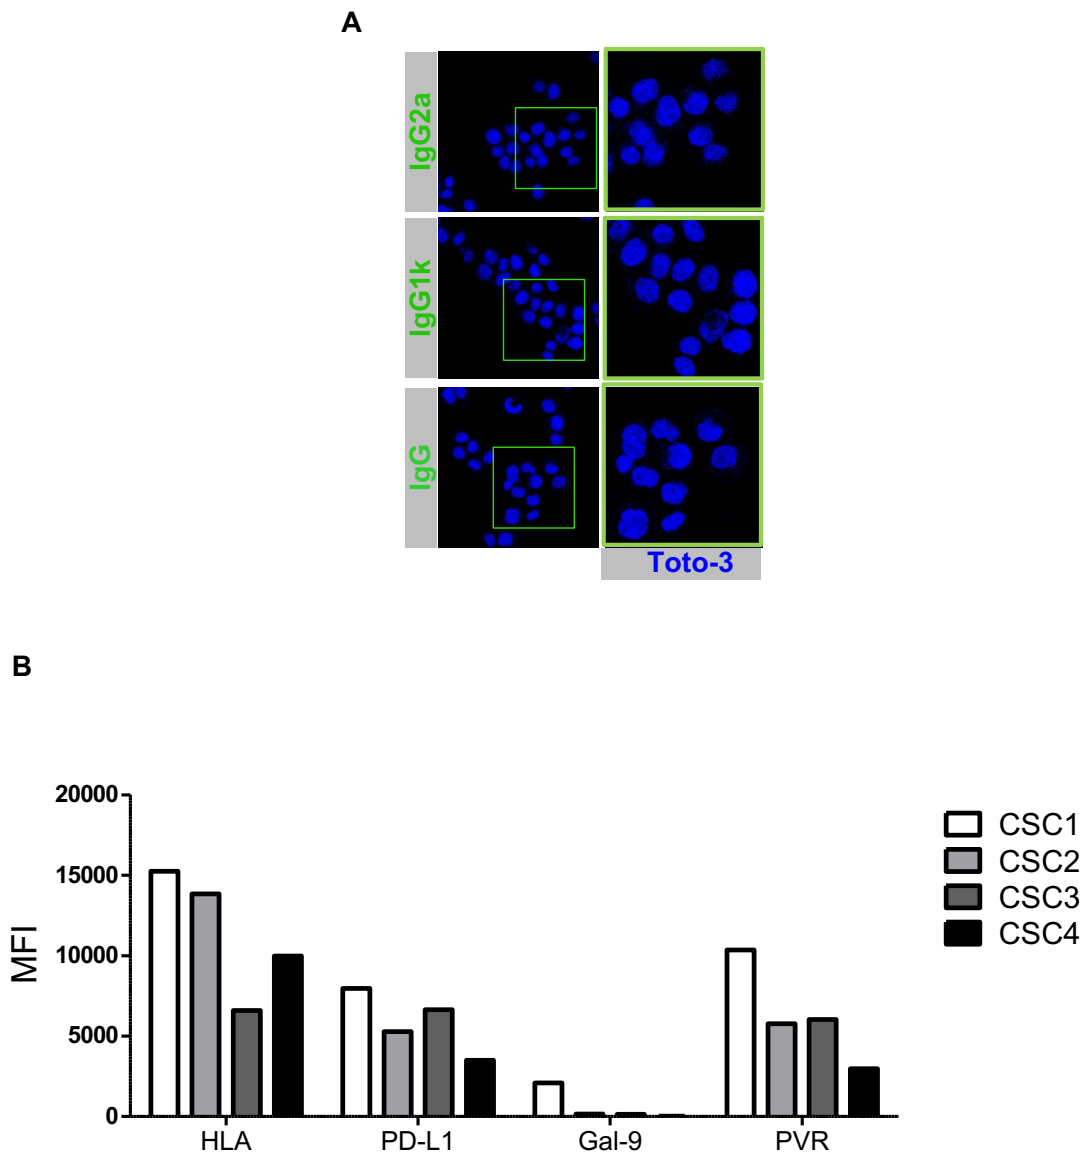 A
IgG2a
IgG1k
IgG
Toto-3
B
20000
15000
10000
5000
0
MFI
HLA
PD-L1
Gal-9
PVR
CSC1
CSC2
CSC3
CSC4